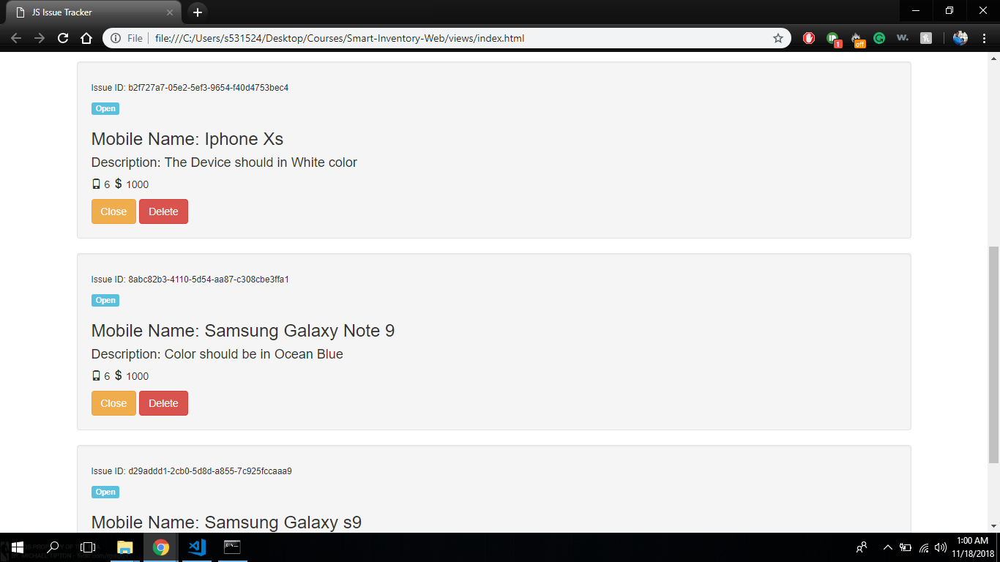 JS Issue Tracker
File
file:///C:/Users/s531524/Desktop/Courses/Smart-Inventory-Web/views/index.html
1
off
w.
Issue ID: b2f727a7-05e2-5ef3-9654-f40d4753bec4
Open
Mobile Name: Iphone Xs
Description: The Device should in White color
6 $ 1000
Close Delete
Issue ID: 8abc82b3-4110-5d54-aa87-c308cbe3ffa1
Open
Mobile Name: Samsung Galaxy Note 9
Description: Color should be in Ocean Blue
6 $ 1000
Close Delete
Issue ID: d29addd1-2cb0-5d8d-a855-7c925fccaaa9
Open
Mobile Name: Samsung Galaxy s9
1:00 AM
11/18/2018